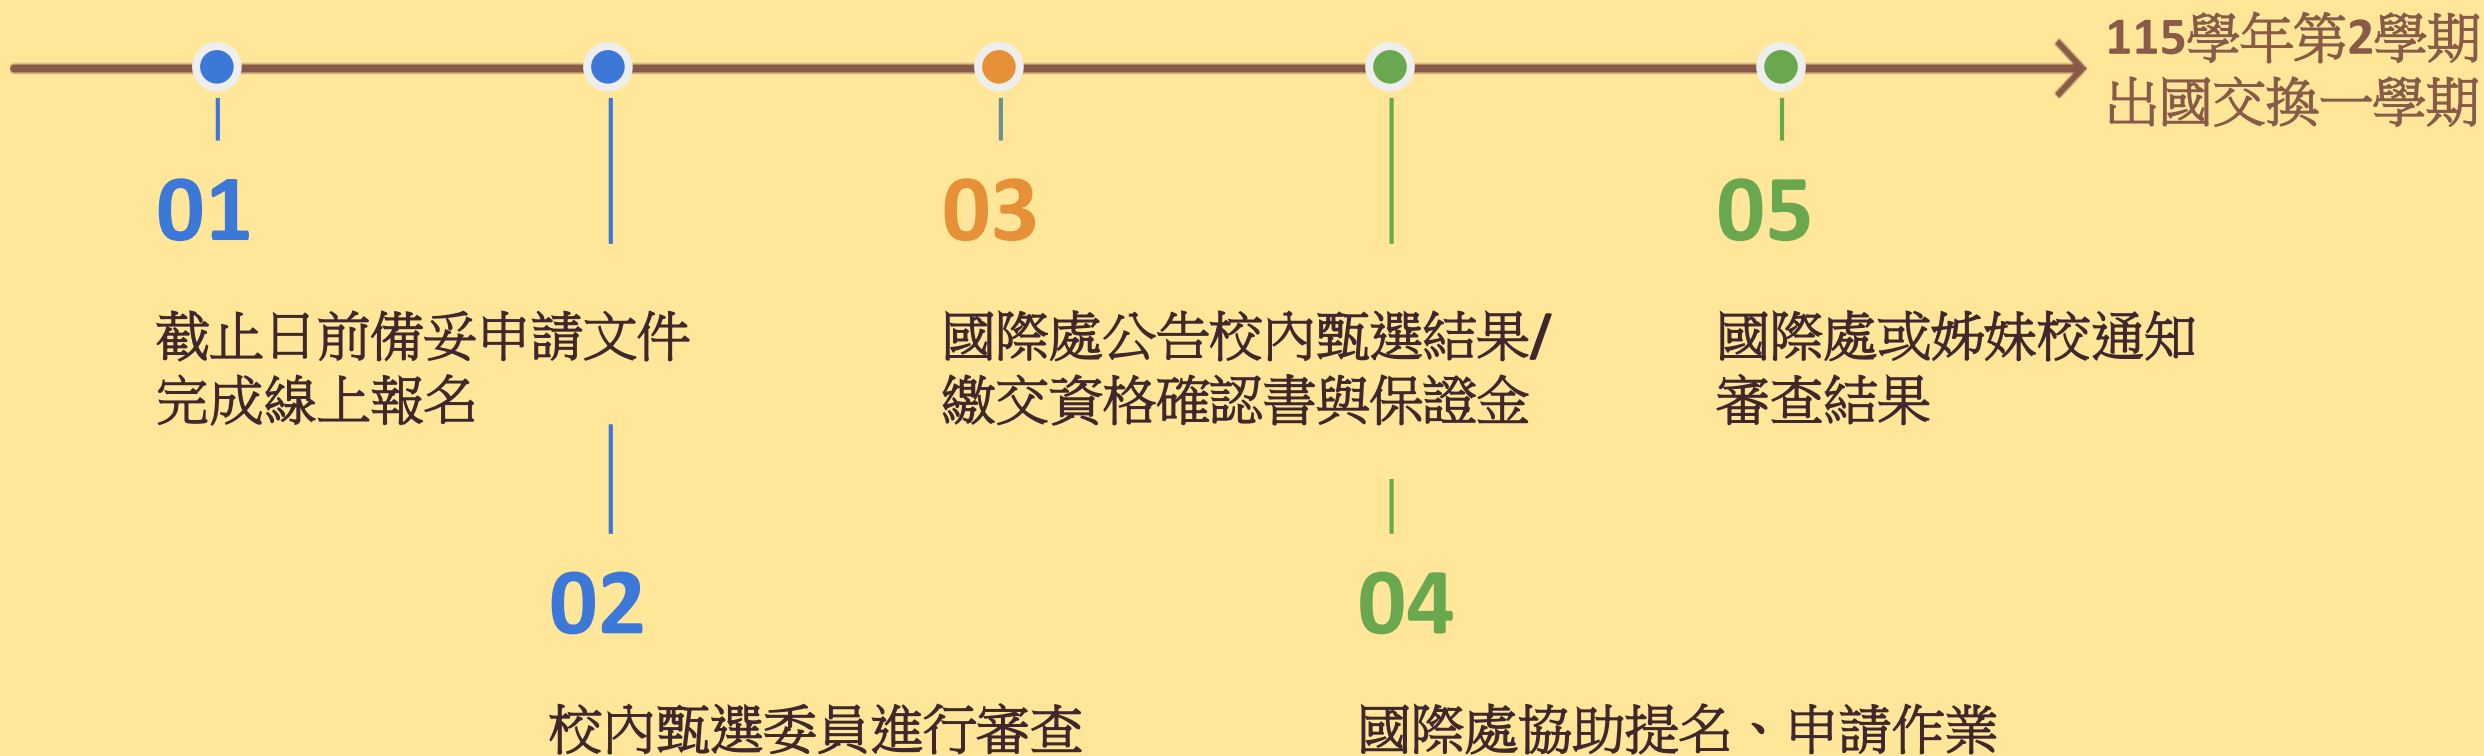 115學年第2學期
出國交換一學期
01
截止日前備妥申請文件
完成線上報名
02
校內甄選委員進行審查
03
國際處公告校內甄選結果/
繳交資格確認書與保證金
04
國際處協助提名、申請作業
05
國際處或姊妹校通知
審查結果